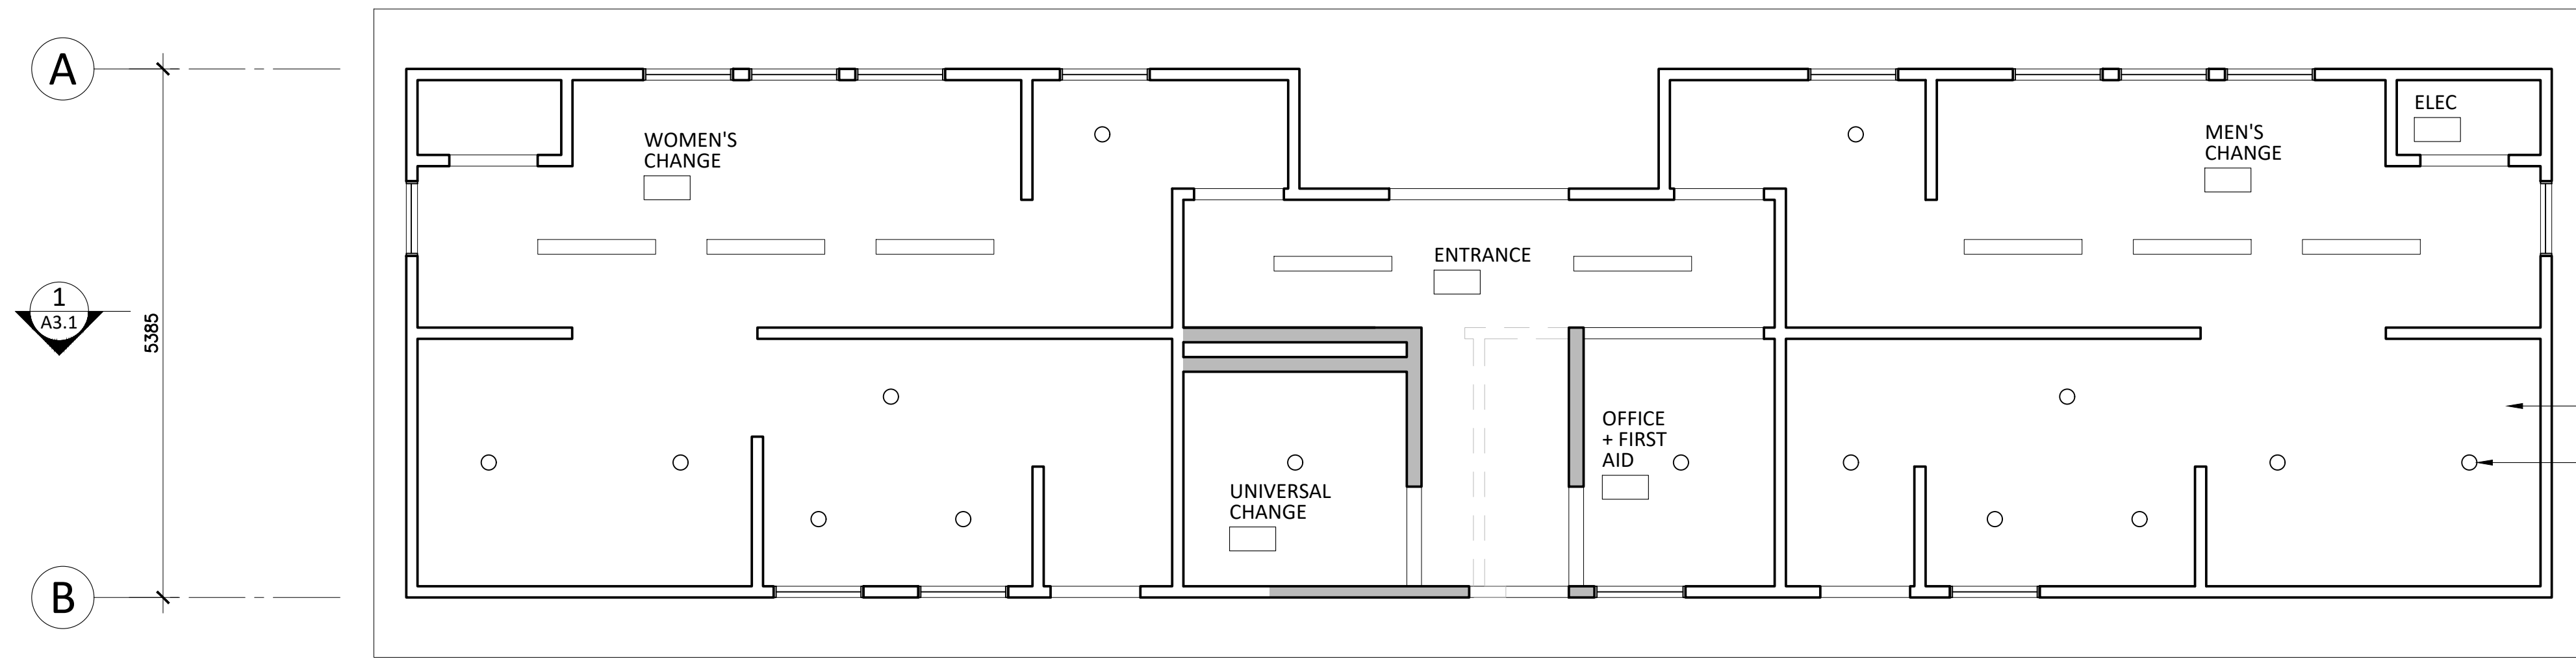 A
WOMEN'S
CHANGE
MEN'S
CHANGE
ELEC
ENTRANCE
1
A3.1
5385
OFFICE
+ FIRST
AID
UNIVERSAL
CHANGE
B